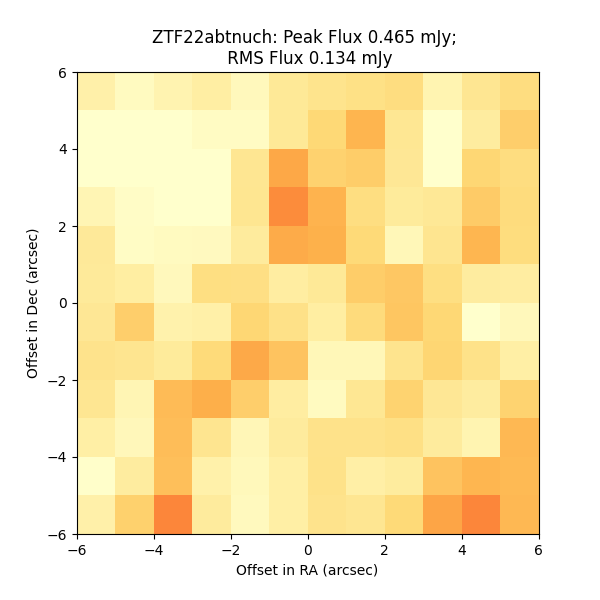 ZTF22abtnuch: Peak Flux 0.465 mJy;
RMS Flux 0.134 mJy
6
4
2
0
−2
−4
−6
Offset in Dec (arcsec)
−6 −4 −2 0 2 4 6
Offset in RA (arcsec)